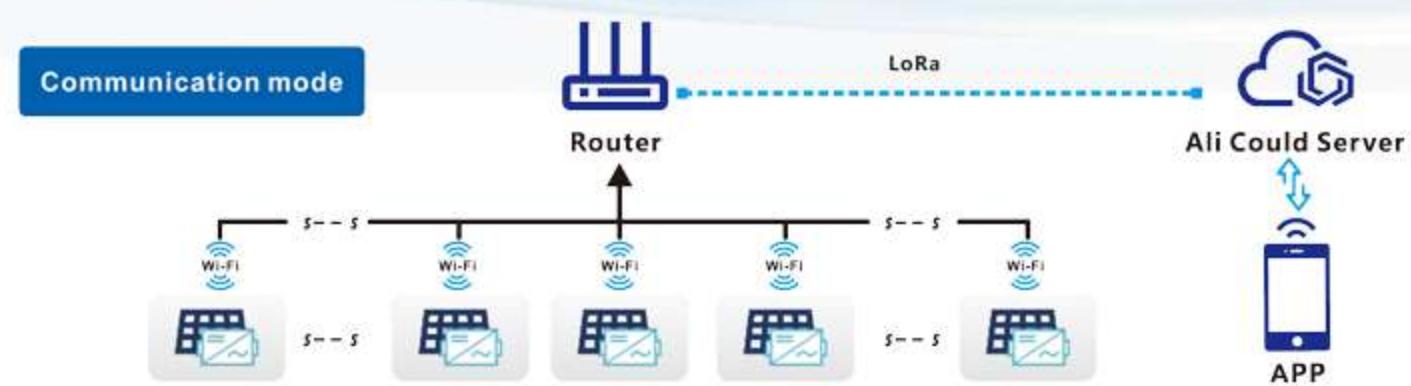 Communication mode
LoRa
Router
Ali Could Server
s-- s
s-- s
Wi-Fi
Wi-Fi
Wi-Fi
Wi-Fi
Wi-Fi
s-- s
s-- s
APP